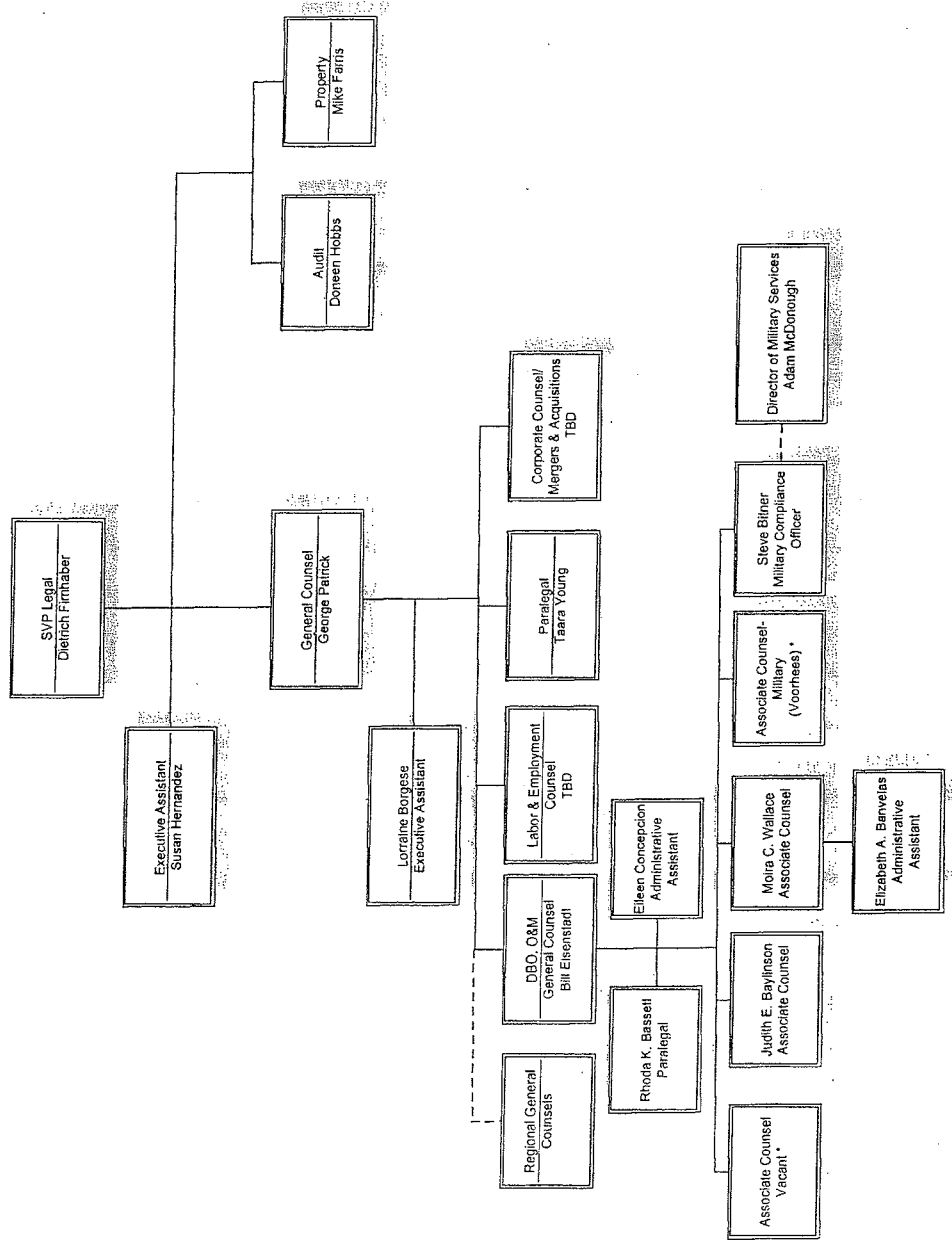 SVP Legal
Dietrich Firnhaber
Executive Assistant
Susan Hernandez
General Counsel
George Patrick
Audit
Doneen Hobbs
Property
Mike Farris
Lorraine Borgese
Executive Assistant
Regional General
Counsels
DBO, O&M
General Counsel
Bill Eisenstadt
Labor & Employment
Counsel
TBD
Paralegal
Taara Young
Corporate Counsel/
Mergers & Acquisitions
TBD
Rhoda K. Bassett
Paralegal
Eileen Concepcion
Administrative
Assistant
Associate Counsel
Vacant *
Judith E. Baylinson
Associate Counsel
Moira C. Wallace
Associate Counsel
Associate Counsel-
Military
(Voorhees) *
Steve Bitner
Military Compliance
Officer
Director of Military Services
Adam McDonough
Elizabeth A. Banvelas
Administrative
Assistant